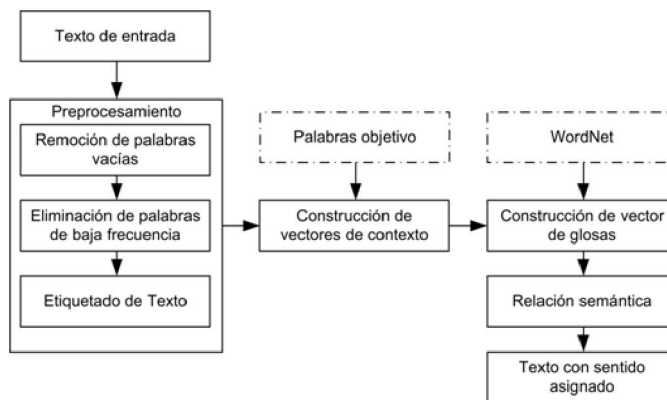 Texto de entrada
Preprocesamiento
Remoción de palabras
vacías
Eliminación de palabras
de baja frecuencia
Etiquetado de Texto
Palabras objetivo
Construcción de
vectores de contexto
WordNet
Construcción de vector
de glosas
Relación semántica
Texto con sentido
asignado